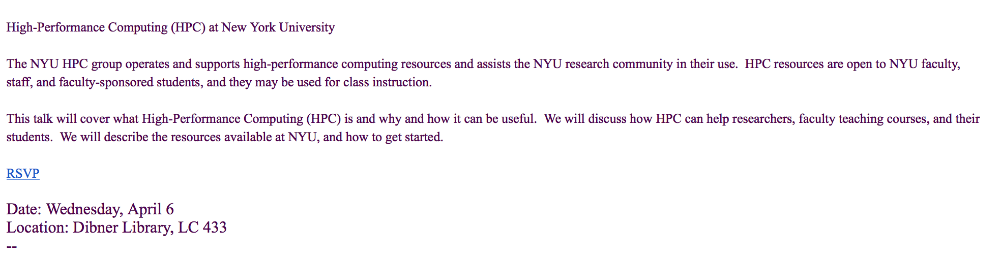 High-Performance Computing (HPC) at New York University
The NYU HPC group operates and supports high-performance computing resources and assists the NYU research community in their use.  HPC resources are open to NYU faculty,
staff, and faculty-sponsored students, and they may be used for class instruction.
This talk will cover what High-Performance Computing (HPC) is and why and how it can be useful.  We will discuss how HPC can help researchers, faculty teaching courses, and their
students.  We will describe the resources available at NYU, and how to get started.
RSVP
Date: Wednesday, April 6
Location: Dibner Library, LC 433
--